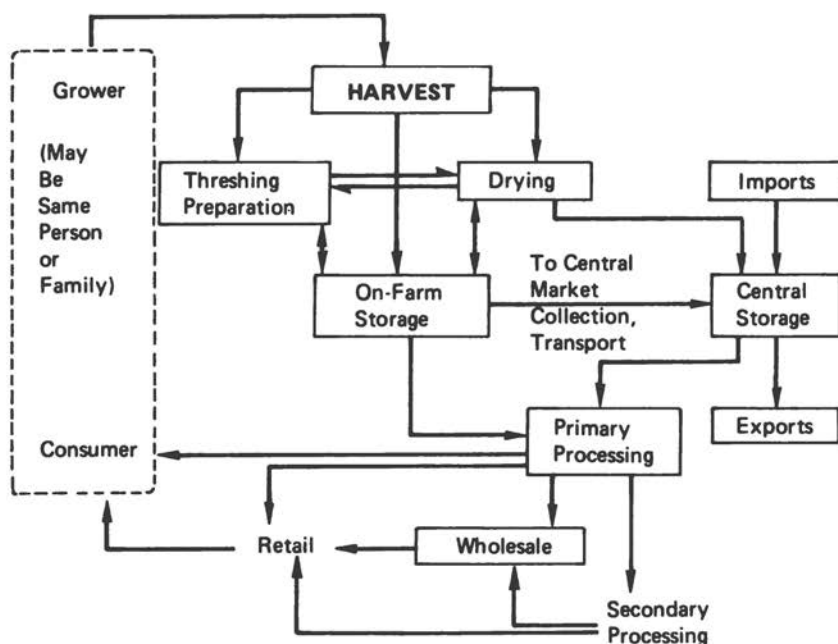 Grower
(May
Be
Same
Person
or
Family)
Consumer
HARVEST
Threshing
Preparation
Drying
Imports
On-Farm
Storage
To Central
Market
Collection,
Transport
Central
Storage
Primary
Processing
Exports
Retail
Wholesale
Secondary
Processing